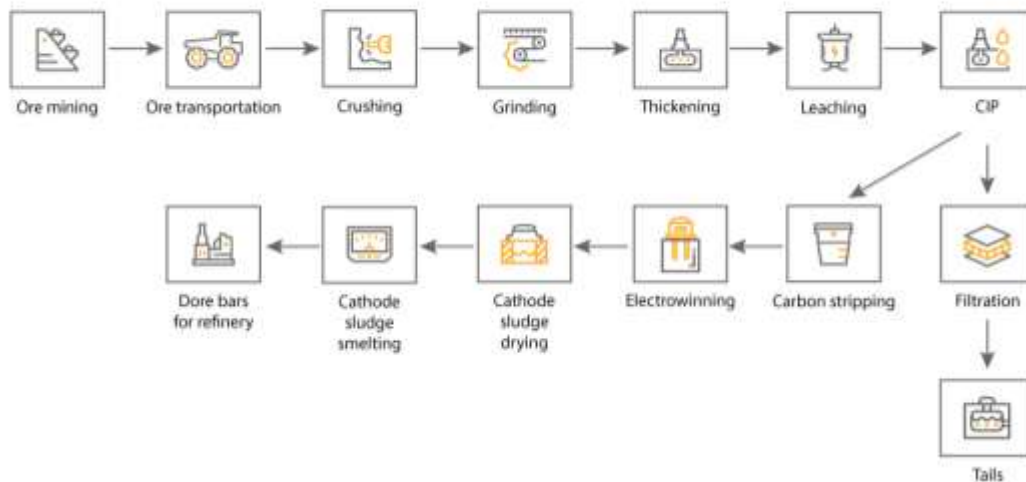 Ore mining
Ore transportation
Crushing
Grinding
Thickening
Leaching
CIP
Dore bars
for refinery
Cathode
sludge
smelting
Cathode
sludge
drying
Electrowinning
Carbon stripping
Filtration
Tails